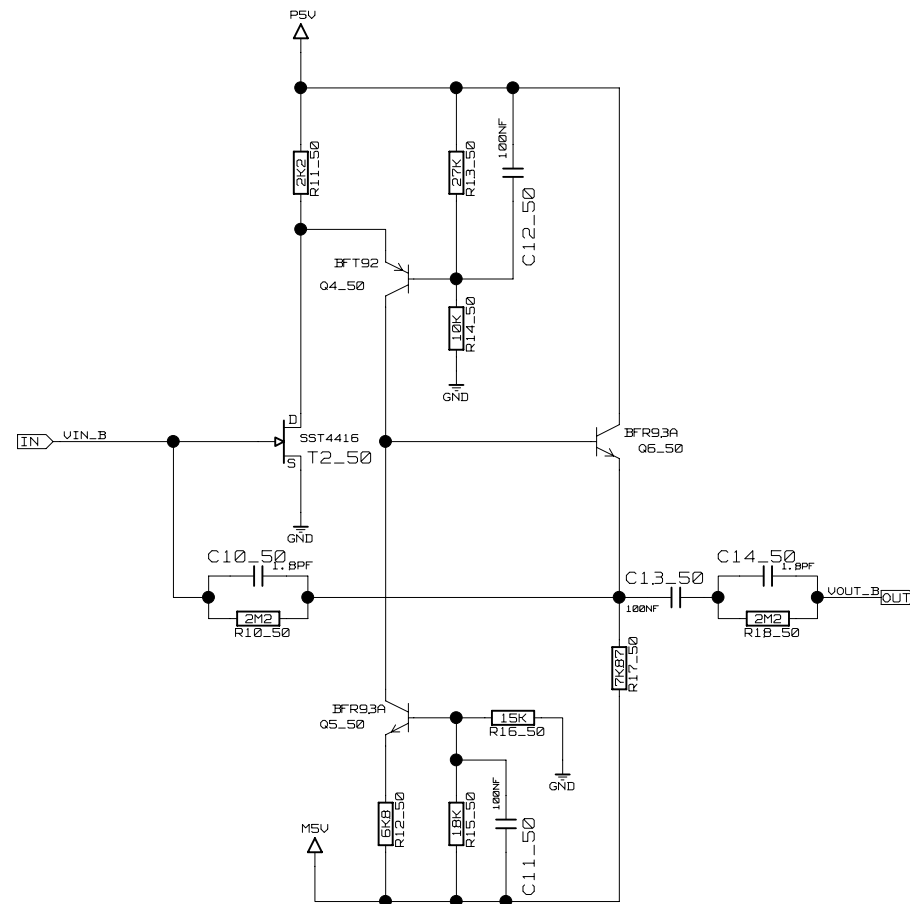 P5V
2K2
R11_50
27K
R13_50
100NF
C12_50
BFT92
Q4_50
10K
R14_50
GND
IN
VIN_B
D
SST4416
S
T2_50
GND
BFR93A
Q6_50
C10_50
1.8PF
2M2
R10_50
C13_50
100NF
C14_50
1.8PF
2M2
R18_50
VOUT_B
OUT
7K87
R17_50
BFR93A
Q5_50
15K
R16_50
GND
6K8
R12_50
18K
R15_50
100NF
C11_50
M5V